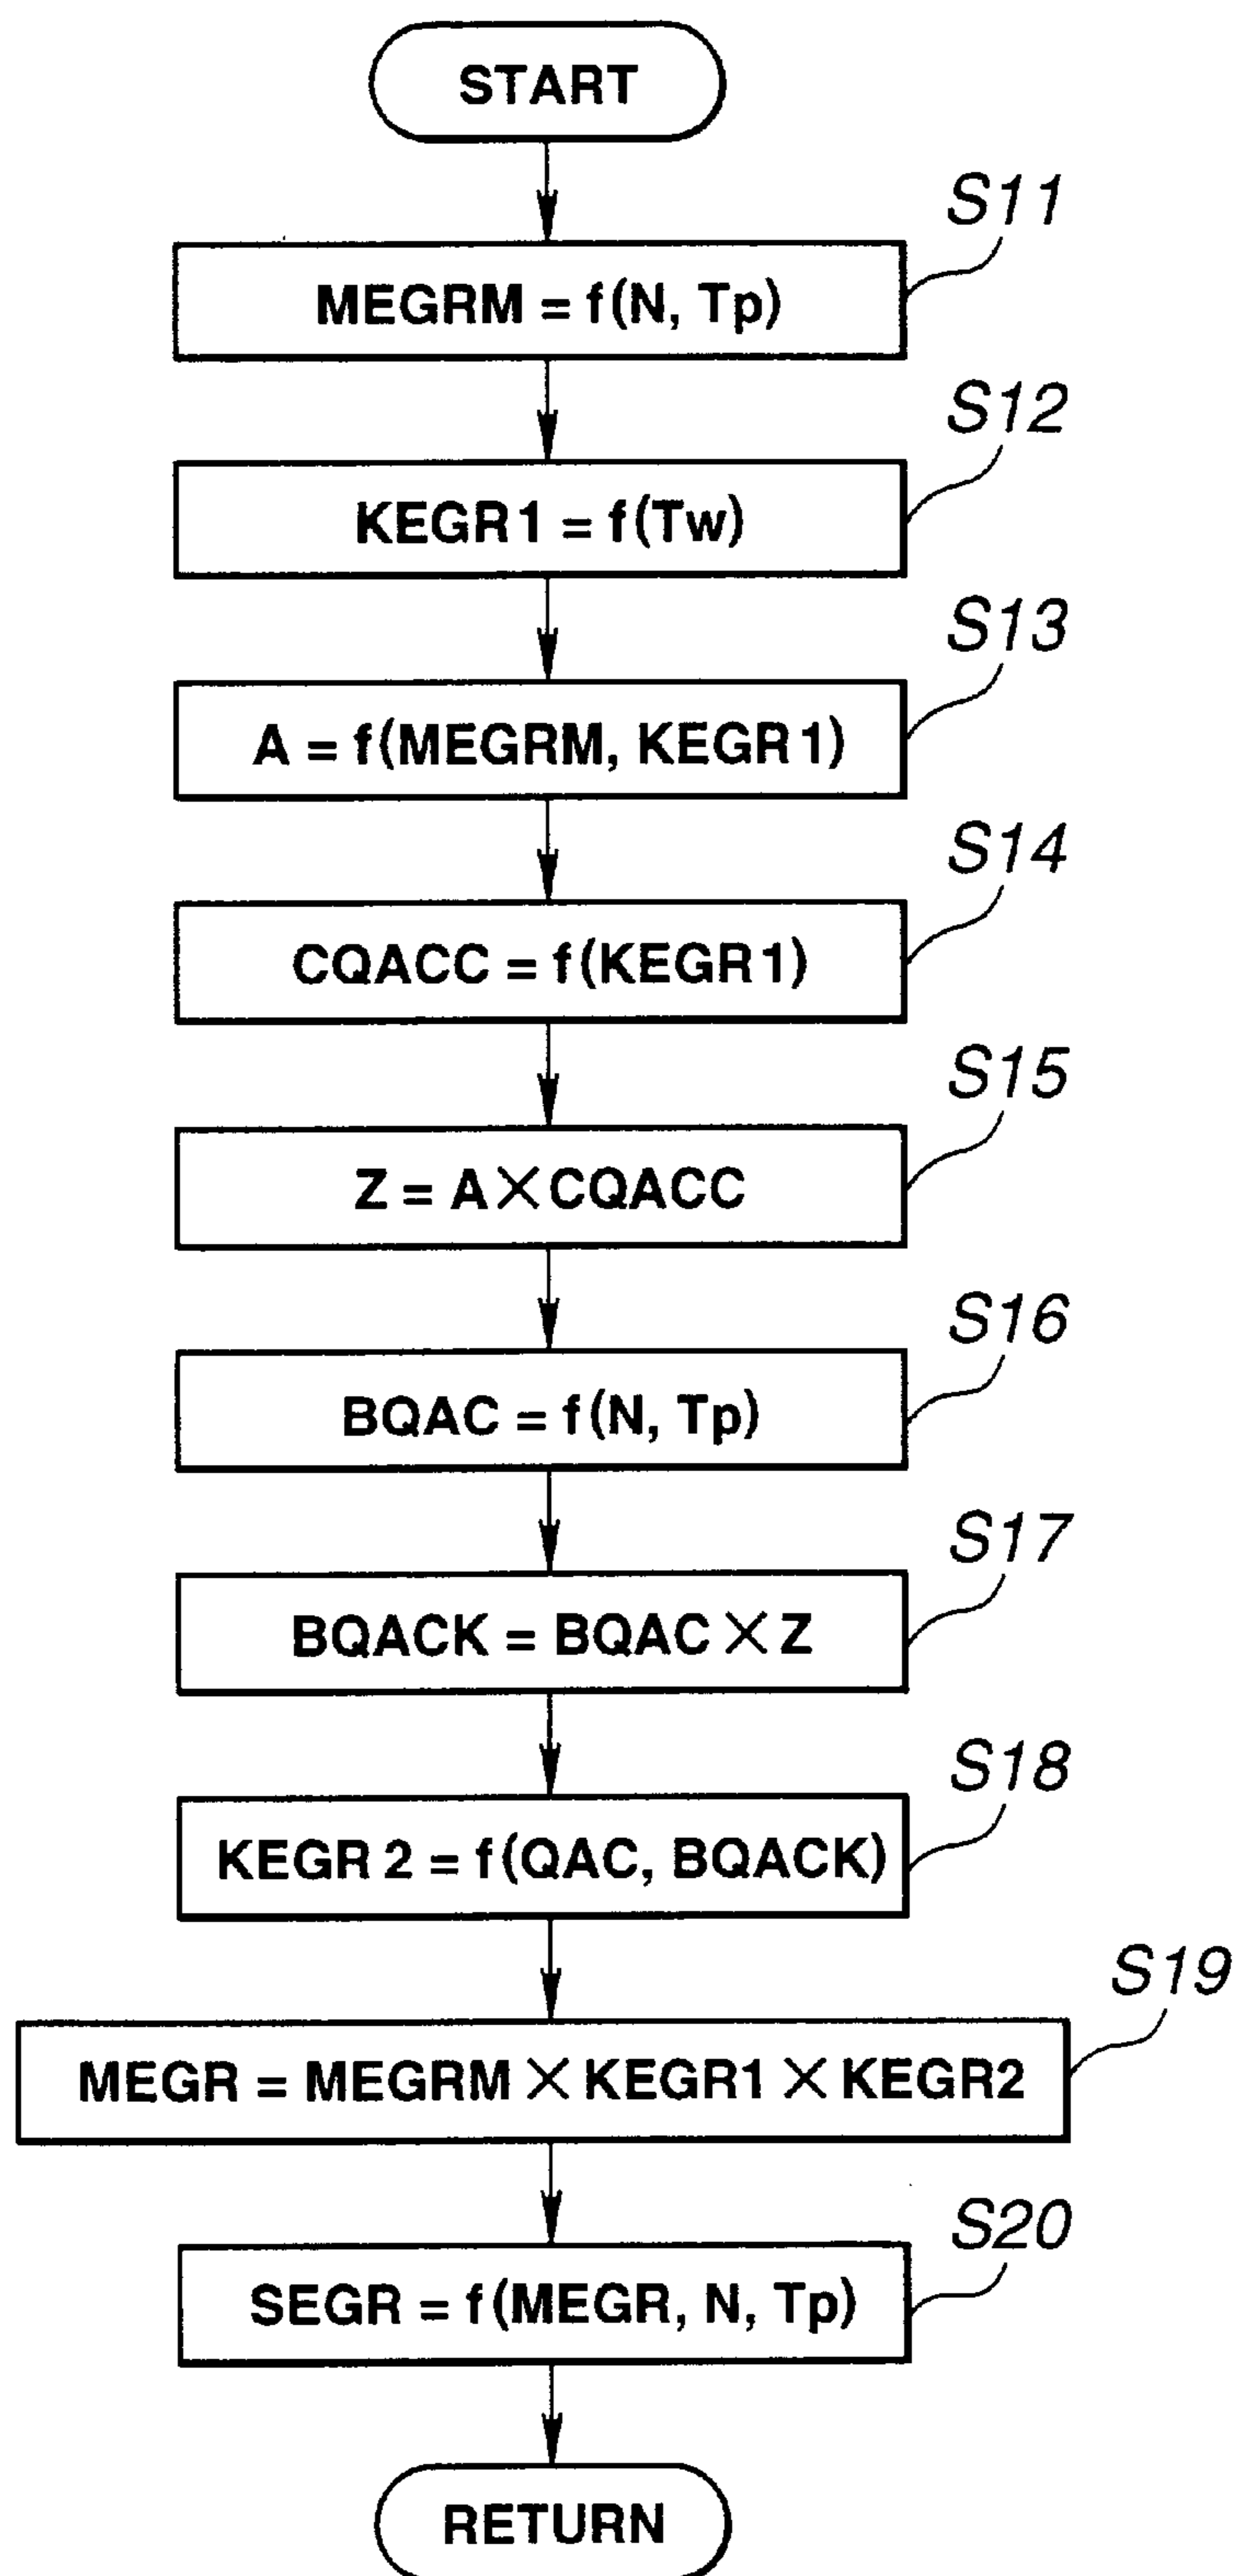 START
S11
MEGRM = f(N, Tp)
S12
KEGR1 = f(Tw)
S13
A = f(MEGRM, KEGR1)
S14
CQACC = f(KEGR1)
S15
Z = A×CQACC
S16
BQAC = f(N, Tp)
S17
BQACK = BQAC × Z
S18
KEGR2 = f(QAC, BQACK)
S19
MEGR = MEGRM × KEGR1 × KEGR2
S20
SEGR = f(MEGR, N, Tp)
RETURN